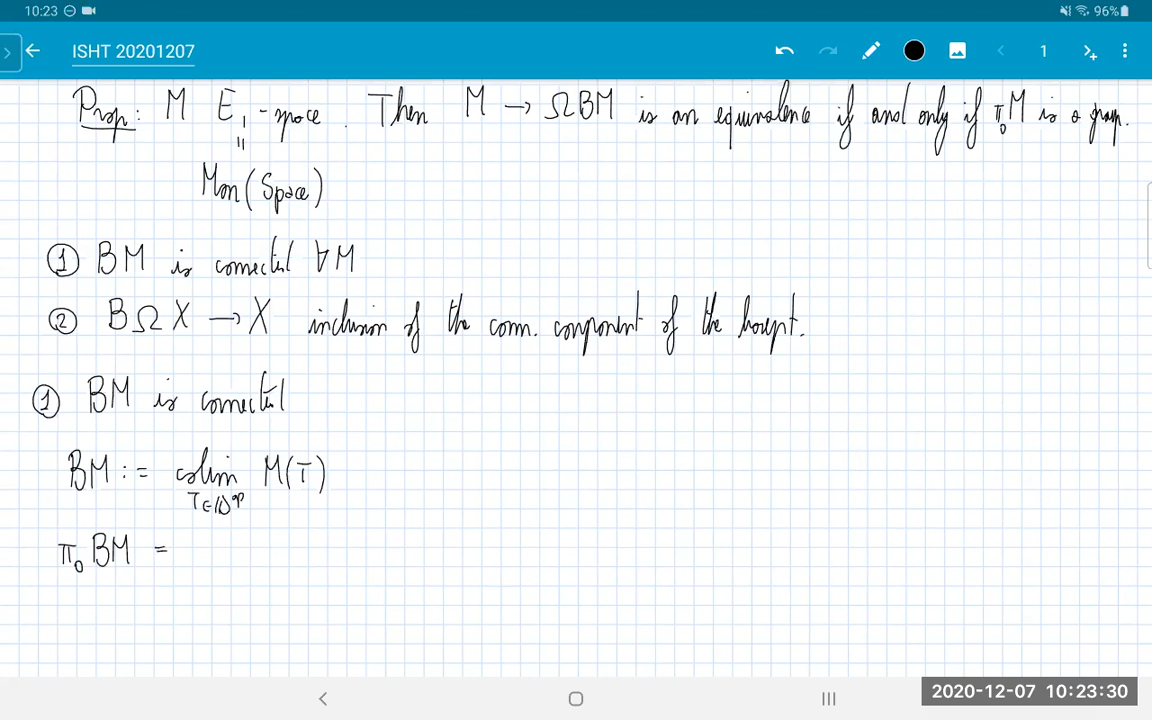 10:23 96%
ISHT 20201207 1
Prop: M E₁-space. Then M → ΩBM is an equivalence if and only if π₀M is a group.
"
Mon(Space)
① BM is connected ∀M
② BΩX → X inclusion of the conn. component of the basept.
① BM is connected
BM := colim M(T)
T∈Δᵒᵖ
π₀BM =
2020-12-07 10:23:30